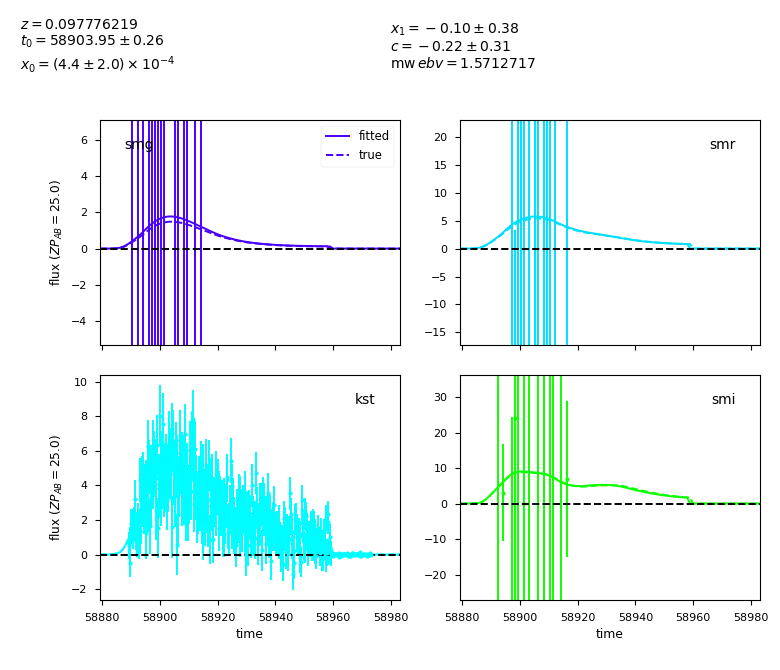 z = 0.097776219
t0 = 58903.95 ± 0.26
x0 = (4.4 ± 2.0) × 10^-4
x1 = −0.10 ± 0.38
c = −0.22 ± 0.31
mw ebv = 1.5712717
smg
fitted
true
6
4
2
0
−2
−4
flux (ZP_AB = 25.0)
smr
20
15
10
5
0
−5
−10
−15
kst
10
8
6
4
2
0
−2
flux (ZP_AB = 25.0)
58880 58900 58920 58940 58960 58980
time
smi
30
20
10
0
−10
−20
58880 58900 58920 58940 58960 58980
time